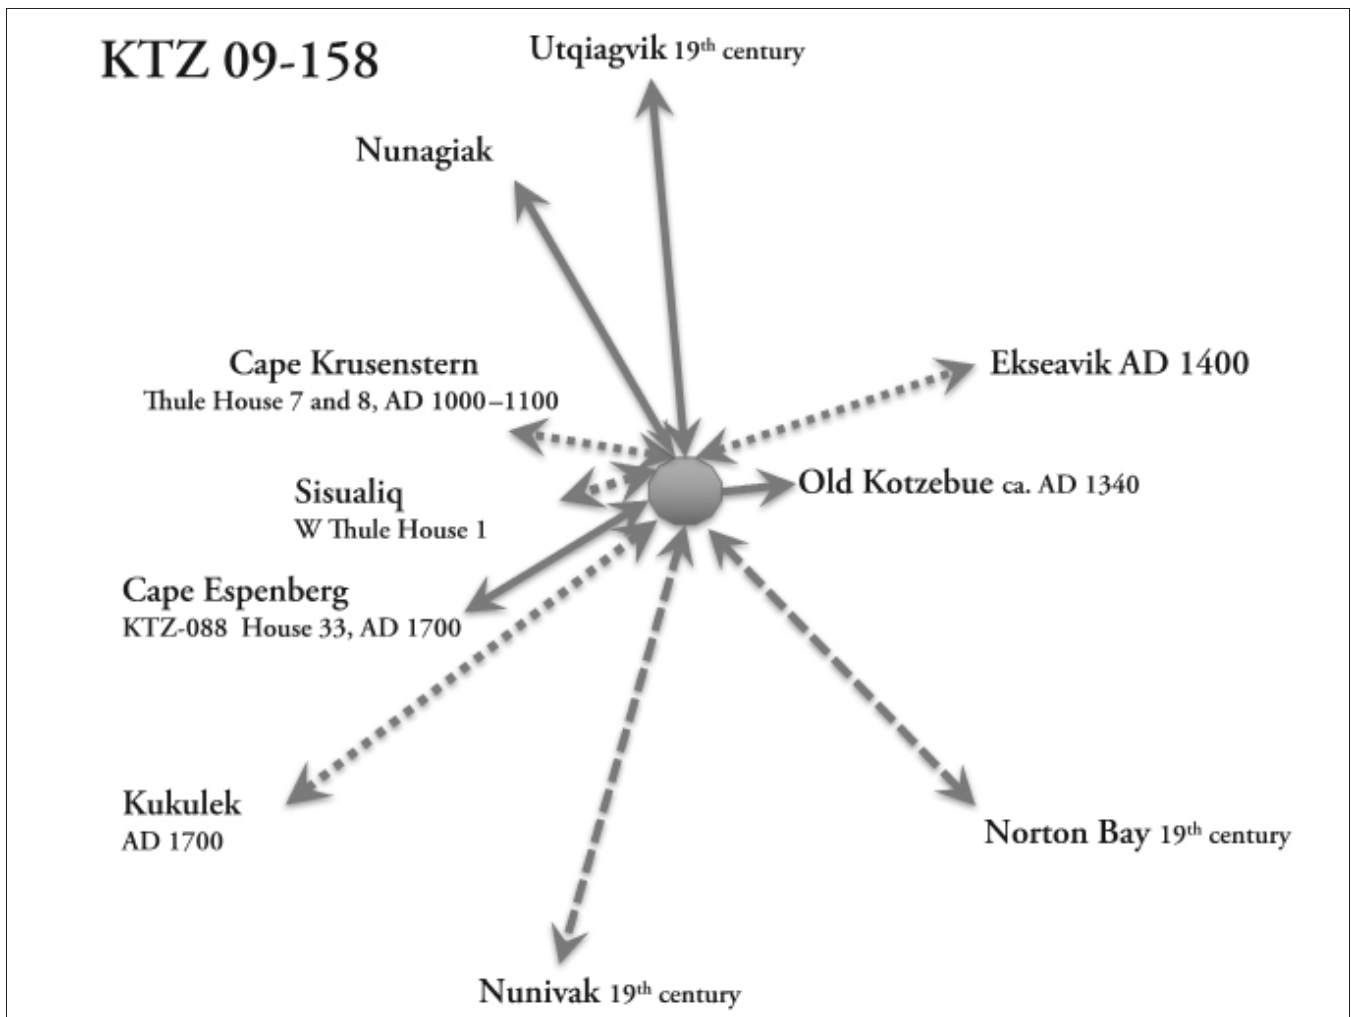 KTZ 09-158
Utqiagvik 19th century
Nunagiak
Cape Krusenstern
Thule House 7 and 8, AD 1000–1100
Ekseavik AD 1400
Sisualiq
W Thule House 1
Old Kotzebue ca. AD 1340
Cape Espenberg
KTZ-088 House 33, AD 1700
Kukulek
AD 1700
Norton Bay 19th century
Nunivak 19th century